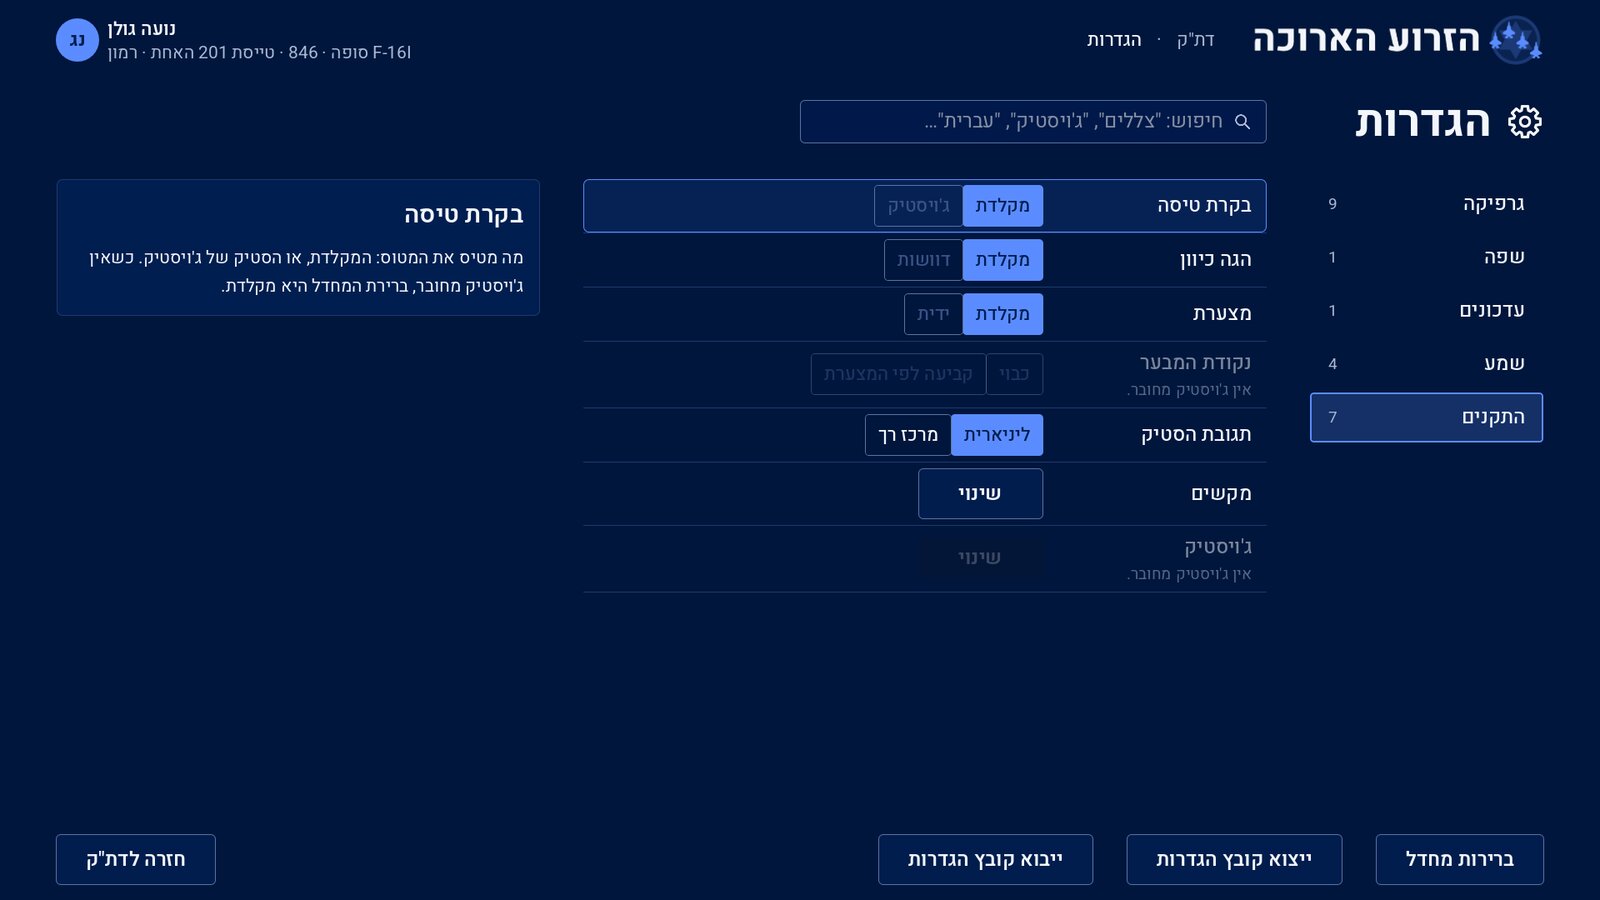 הזרוע הארוכה
דת"ק · הגדרות
נועה גולן
F-16I סופה · 846 · טייסת 201 האחת · רמון
נג
הגדרות
חיפוש: "צללים", "ג'ויסטיק", "עברית"...
גרפיקה 9
שפה 1
עדכונים 1
שמע 4
התקנים 7
בקרת טיסה מקלדת ג'ויסטיק
הגה כיוון מקלדת דוושות
מצערת מקלדת ידית
נקודת המבער כבוי קביעה לפי המצערת
אין ג'ויסטיק מחובר.
תגובת הסטיק ליניארית מרכז רך
מקשים שינוי
ג'ויסטיק שינוי
אין ג'ויסטיק מחובר.
בקרת טיסה
מה מטיס את המטוס: המקלדת, או הסטיק של ג'ויסטיק. כשאין
ג'ויסטיק מחובר, ברירת המחדל היא מקלדת.
ברירות מחדל
ייצוא קובץ הגדרות
ייבוא קובץ הגדרות
חזרה לדת"ק